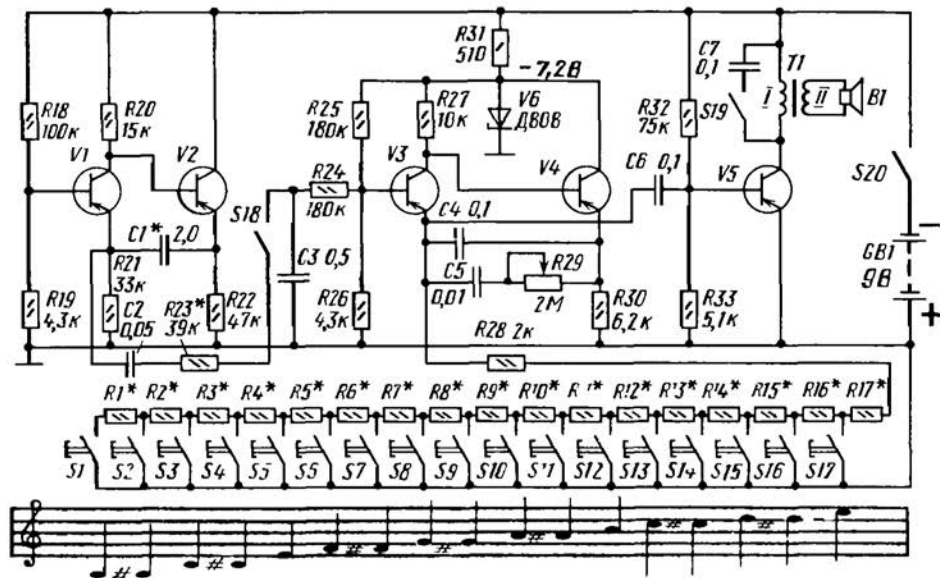 R31
510
-7,2В
C7
0,1
T1
I
II
B1
R18
100к
R20
15к
R25
180к
R27
10к
V6
Д808
R32
75к
S19
V1
V2
R24
180к
V3
V4
C6 0,1
V5
S20
S18
C4 0,1
C1* 2,0
R21
33к
C3 0,5
C5
0,01
R29
2М
GB1
9В
R19
4,3к
C2
0,05
R23*
39к
R22
47к
R26
4,3к
R30
6,2к
R33
5,1к
R28 2к
R1* R2* R3* R4* R5* R6* R7* R8* R9* R10* R11* R12* R13* R14* R15* R16* R17*
S1 S2 S3 S4 S5 S6 S7 S8 S9 S10 S11 S12 S13 S14 S15 S16 S17